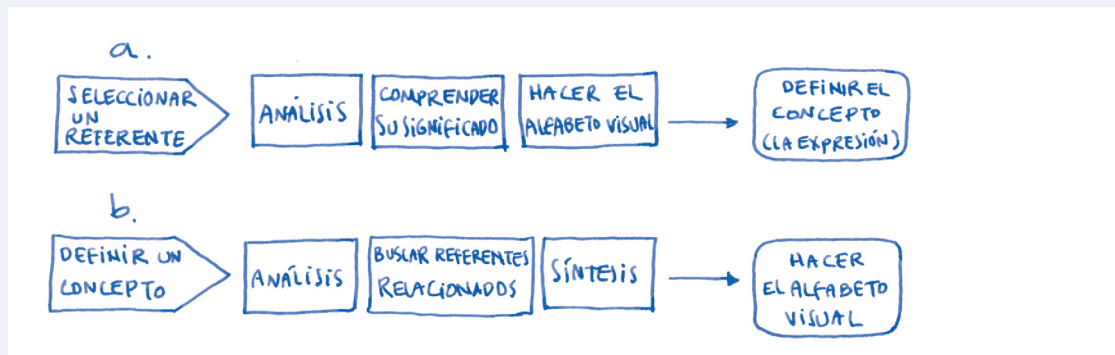 a.
SELECCIONAR
UN
REFERENTE
ANÁLISIS
COMPRENDER
SU SIGNIFICADO
HACER EL
ALFABETO VISUAL
DEFINIR EL
CONCEPTO
(LA EXPRESIÓN)
b.
DEFINIR UN
CONCEPTO
ANÁLISIS
BUSCAR REFERENTES
RELACIONADOS
SÍNTESIS
HACER
EL ALFABETO
VISUAL